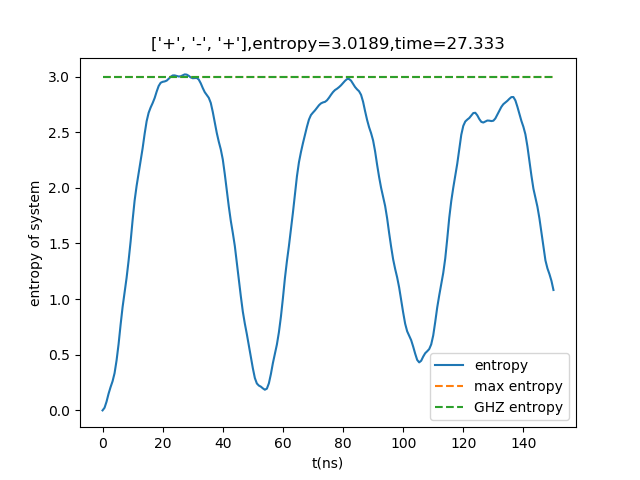 ['+', '-', '+'],entropy=3.0189,time=27.333
3.0
2.5
2.0
1.5
1.0
0.5
0.0
entropy of system
0
20
40
60
80
100
120
140
t(ns)
entropy
max entropy
GHZ entropy